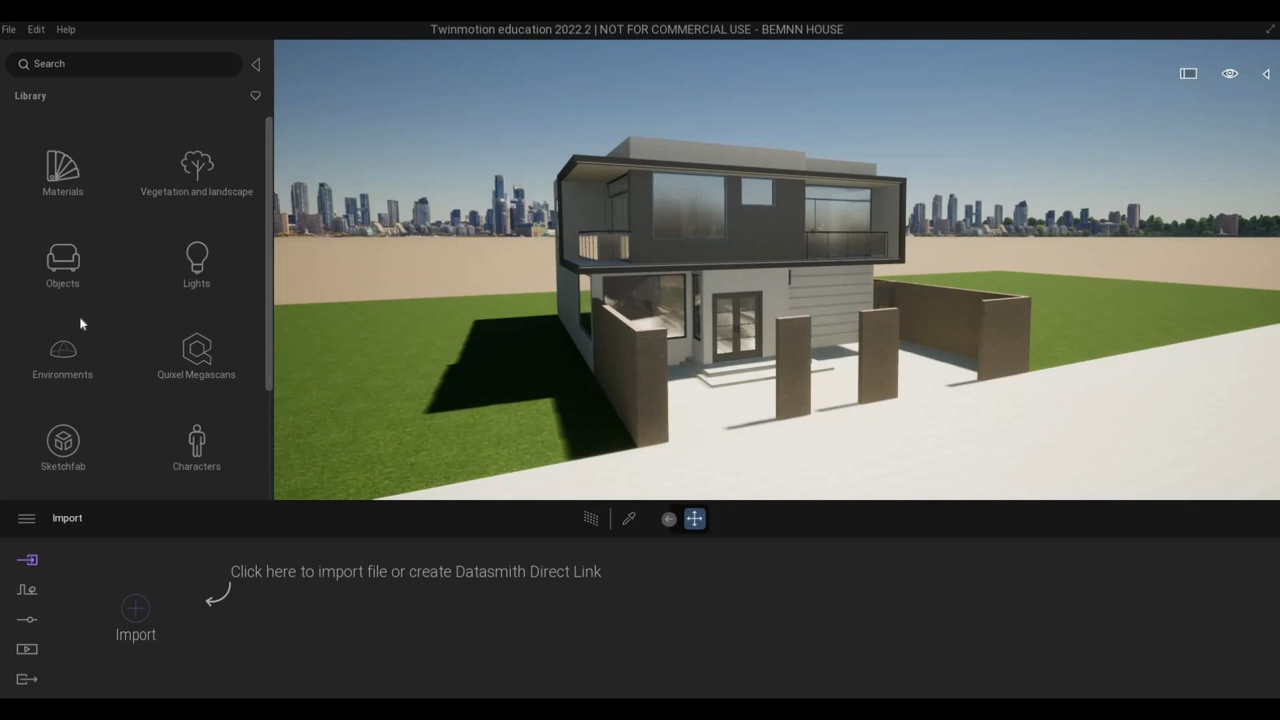 File Edit Help
Twinmotion education 2022.2 | NOT FOR COMMERCIAL USE - BEMNN HOUSE
Search
Library
Materials
Vegetation and landscape
Objects
Lights
Environments
Quixel Megascans
Sketchfab
Characters
Import
Click here to import file or create Datasmith Direct Link
Import